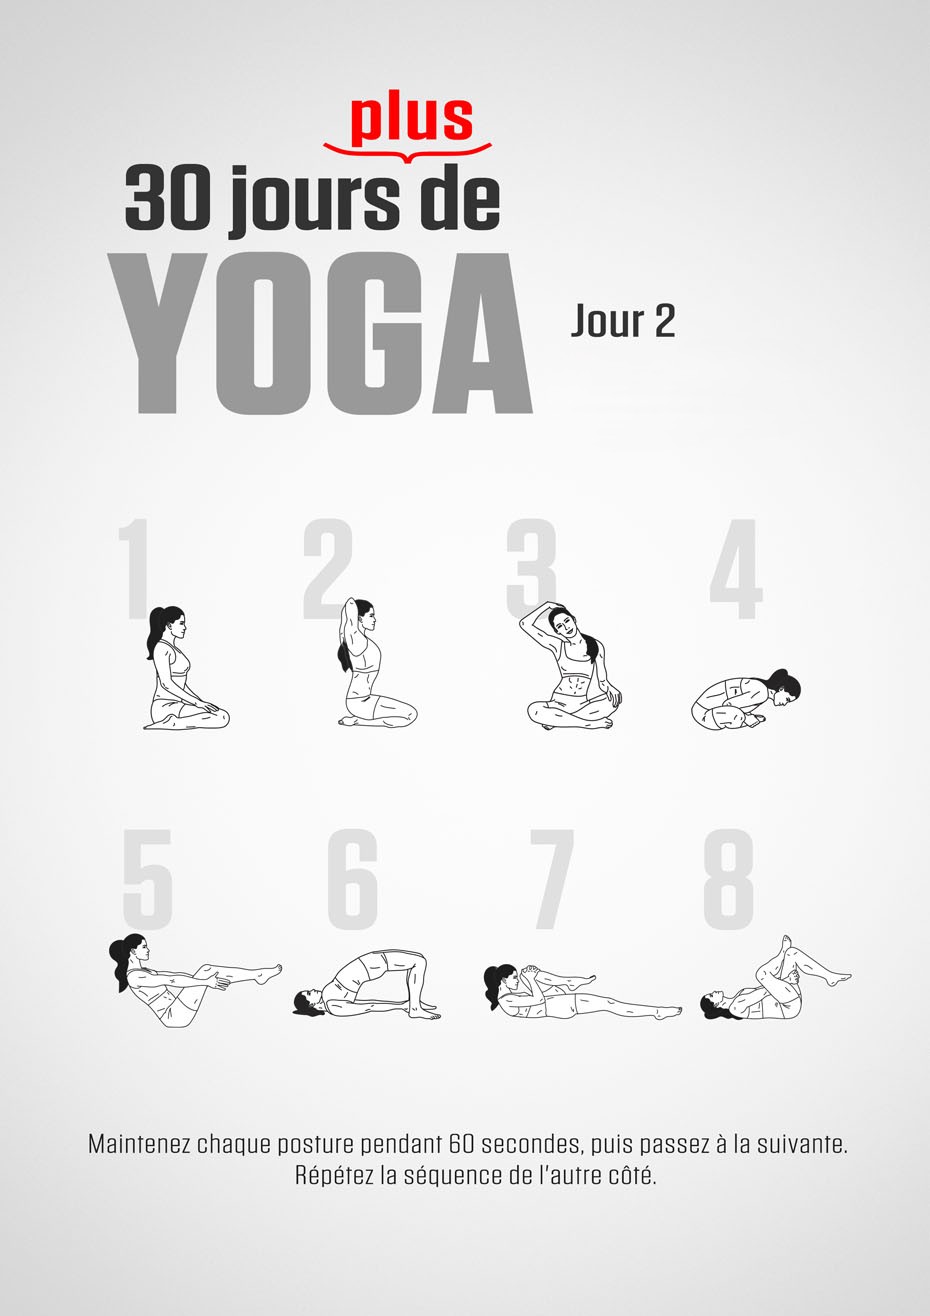 plus
30 jours de
YOGA
Jour 2
1 2 3 4
5 6 7 8
Maintenez chaque posture pendant 60 secondes, puis passez à la suivante.
Répétez la séquence de l'autre côté.